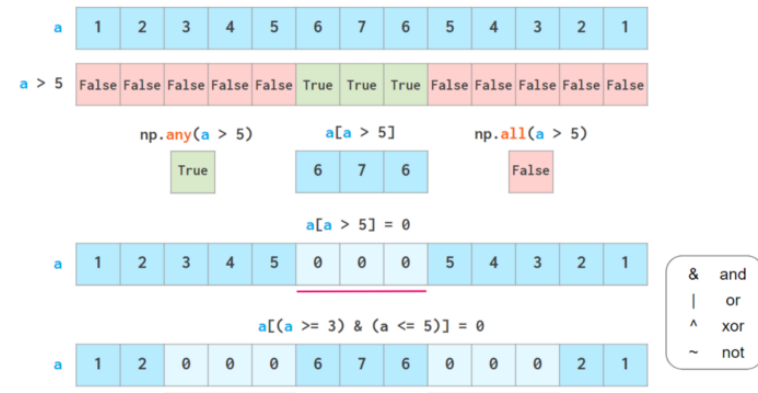 a 1 2 3 4 5 6 7 6 5 4 3 2 1
a > 5 False False False False False True True True False False False False False
np.any(a > 5) a[a > 5] np.all(a > 5)
True 6 7 6 False
a[a > 5] = 0
a 1 2 3 4 5 0 0 0 5 4 3 2 1
a[(a >= 3) & (a <= 5)] = 0
a 1 2 0 0 0 6 7 6 0 0 0 2 1
& and
| or
^ xor
~ not